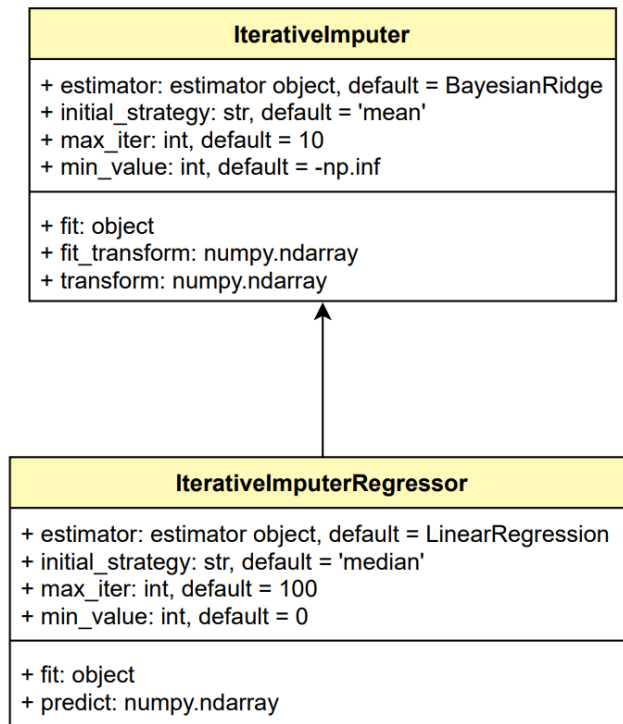 IterativeImputer
+ estimator: estimator object, default = BayesianRidge
+ initial_strategy: str, default = 'mean'
+ max_iter: int, default = 10
+ min_value: int, default = -np.inf
+ fit: object
+ fit_transform: numpy.ndarray
+ transform: numpy.ndarray
IterativeImputerRegressor
+ estimator: estimator object, default = LinearRegression
+ initial_strategy: str, default = 'median'
+ max_iter: int, default = 100
+ min_value: int, default = 0
+ fit: object
+ predict: numpy.ndarray